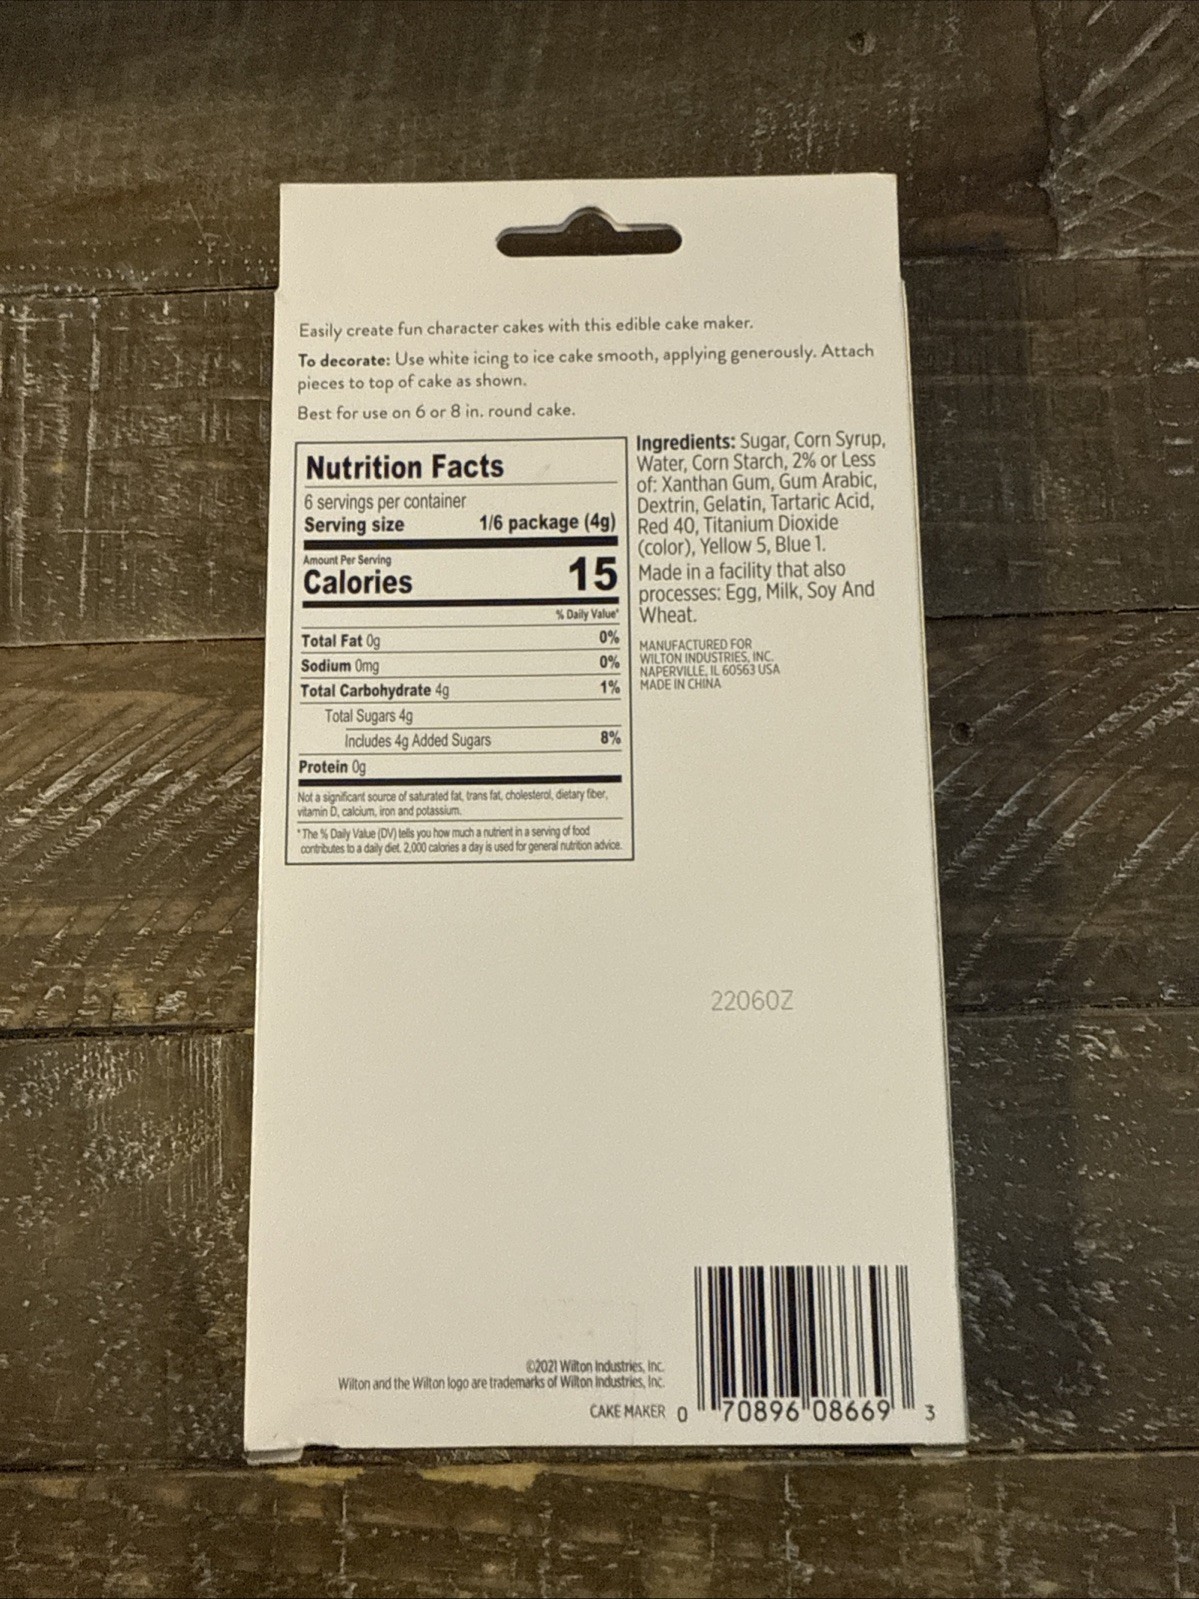 Easily create fun character cakes with this edible cake maker.
To decorate: Use white icing to ice cake smooth, applying generously. Attach
pieces to top of cake as shown.
Best for use on 6 or 8 in. round cake.
Nutrition Facts
6 servings per container
Serving size 1/6 package (4g)
Amount Per Serving
Calories 15
% Daily Value*
Total Fat 0g 0%
Sodium 0mg 0%
Total Carbohydrate 4g 1%
Total Sugars 4g
Includes 4g Added Sugars 8%
Protein 0g
Not a significant source of saturated fat, trans fat, cholesterol, dietary fiber,
vitamin D, calcium, iron and potassium.
*The % Daily Value (DV) tells you how much a nutrient in a serving of food
contributes to a daily diet. 2,000 calories a day is used for general nutrition advice.
Ingredients: Sugar, Corn Syrup,
Water, Corn Starch, 2% or Less
of: Xanthan Gum, Gum Arabic,
Dextrin, Gelatin, Tartaric Acid,
Red 40, Titanium Dioxide
(color), Yellow 5, Blue 1.
Made in a facility that also
processes: Egg, Milk, Soy And
Wheat.
MANUFACTURED FOR
WILTON INDUSTRIES, INC.
NAPERVILLE, IL 60563 USA
MADE IN CHINA
22060Z
©2021 Wilton Industries, Inc.
Wilton and the Wilton logo are trademarks of Wilton Industries, Inc.
CAKE MAKER 0 70896 08669 3